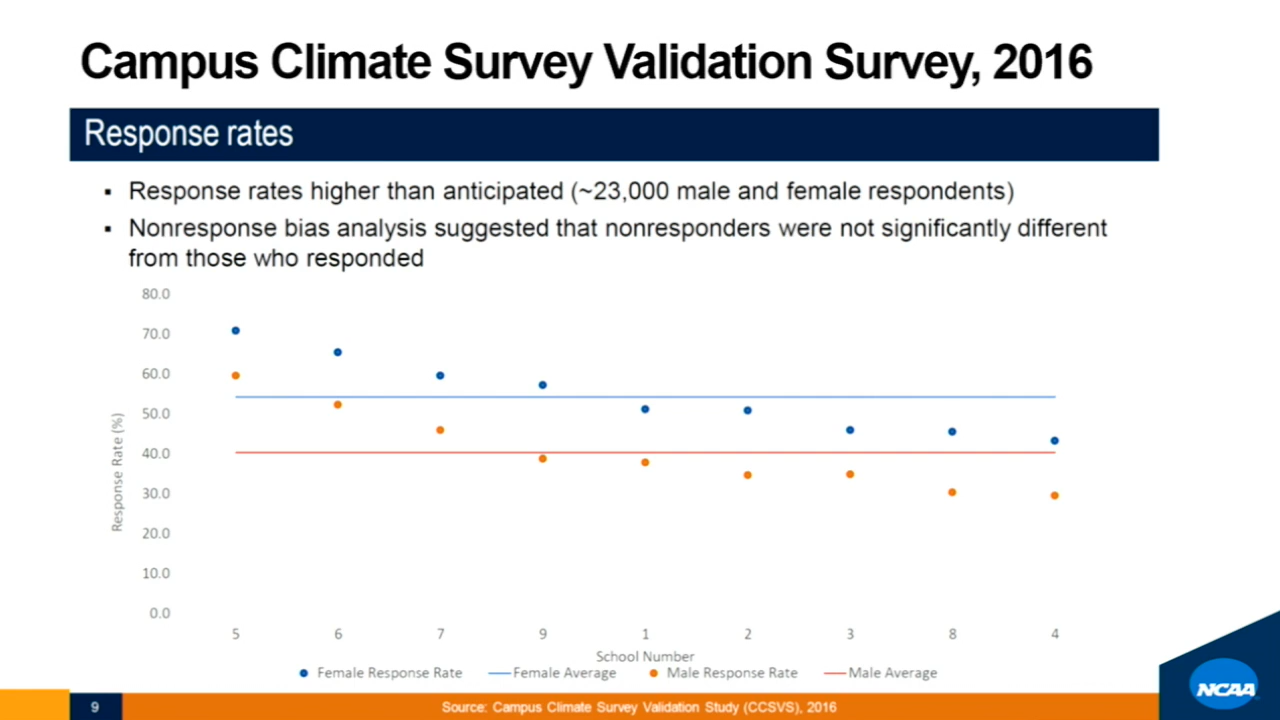 Campus Climate Survey Validation Survey, 2016
Response rates
▪ Response rates higher than anticipated (~23,000 male and female respondents)
▪ Nonresponse bias analysis suggested that nonresponders were not significantly different
from those who responded
80.0
70.0
60.0
50.0
40.0
30.0
20.0
10.0
0.0
Response Rate (%)
5 6 7 9 1 2 3 8 4
School Number
Female Response Rate Female Average Male Response Rate Male Average
9
Source: Campus Climate Survey Validation Study (CCSVS), 2016
NCAA